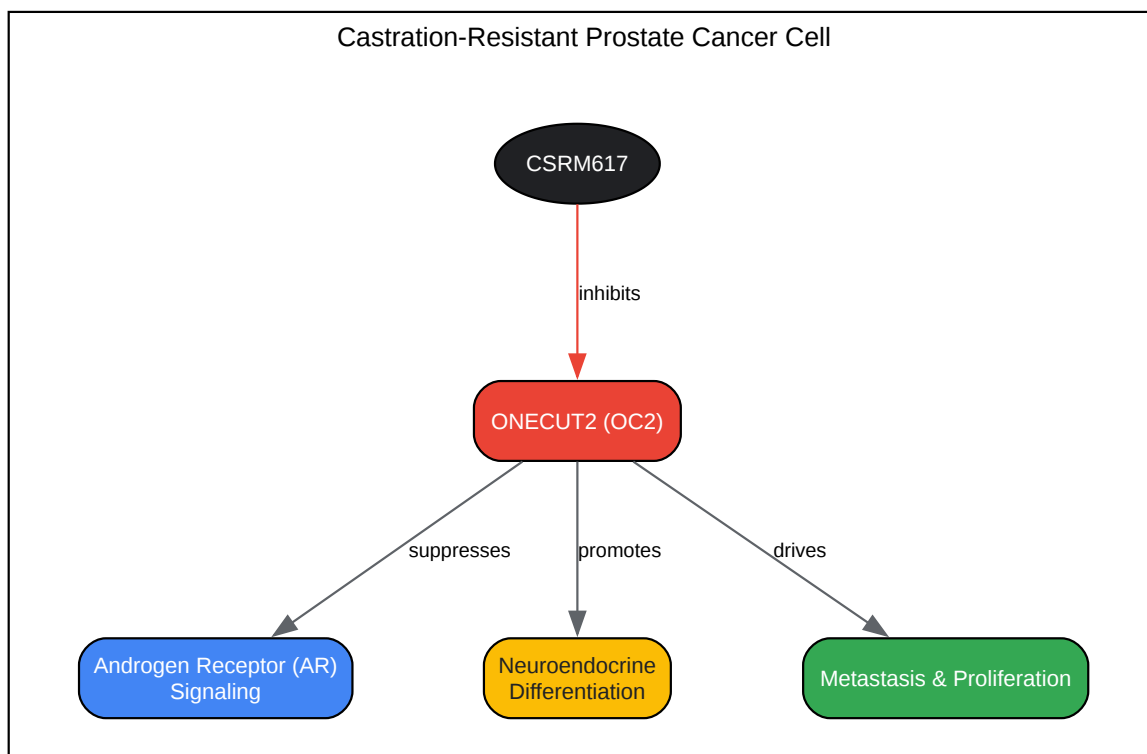 Castration-Resistant Prostate Cancer Cell
CSRM617
inhibits
ONECUT2 (OC2)
suppresses
promotes
drives
Androgen Receptor (AR)
Signaling
Neuroendocrine
Differentiation
Metastasis & Proliferation